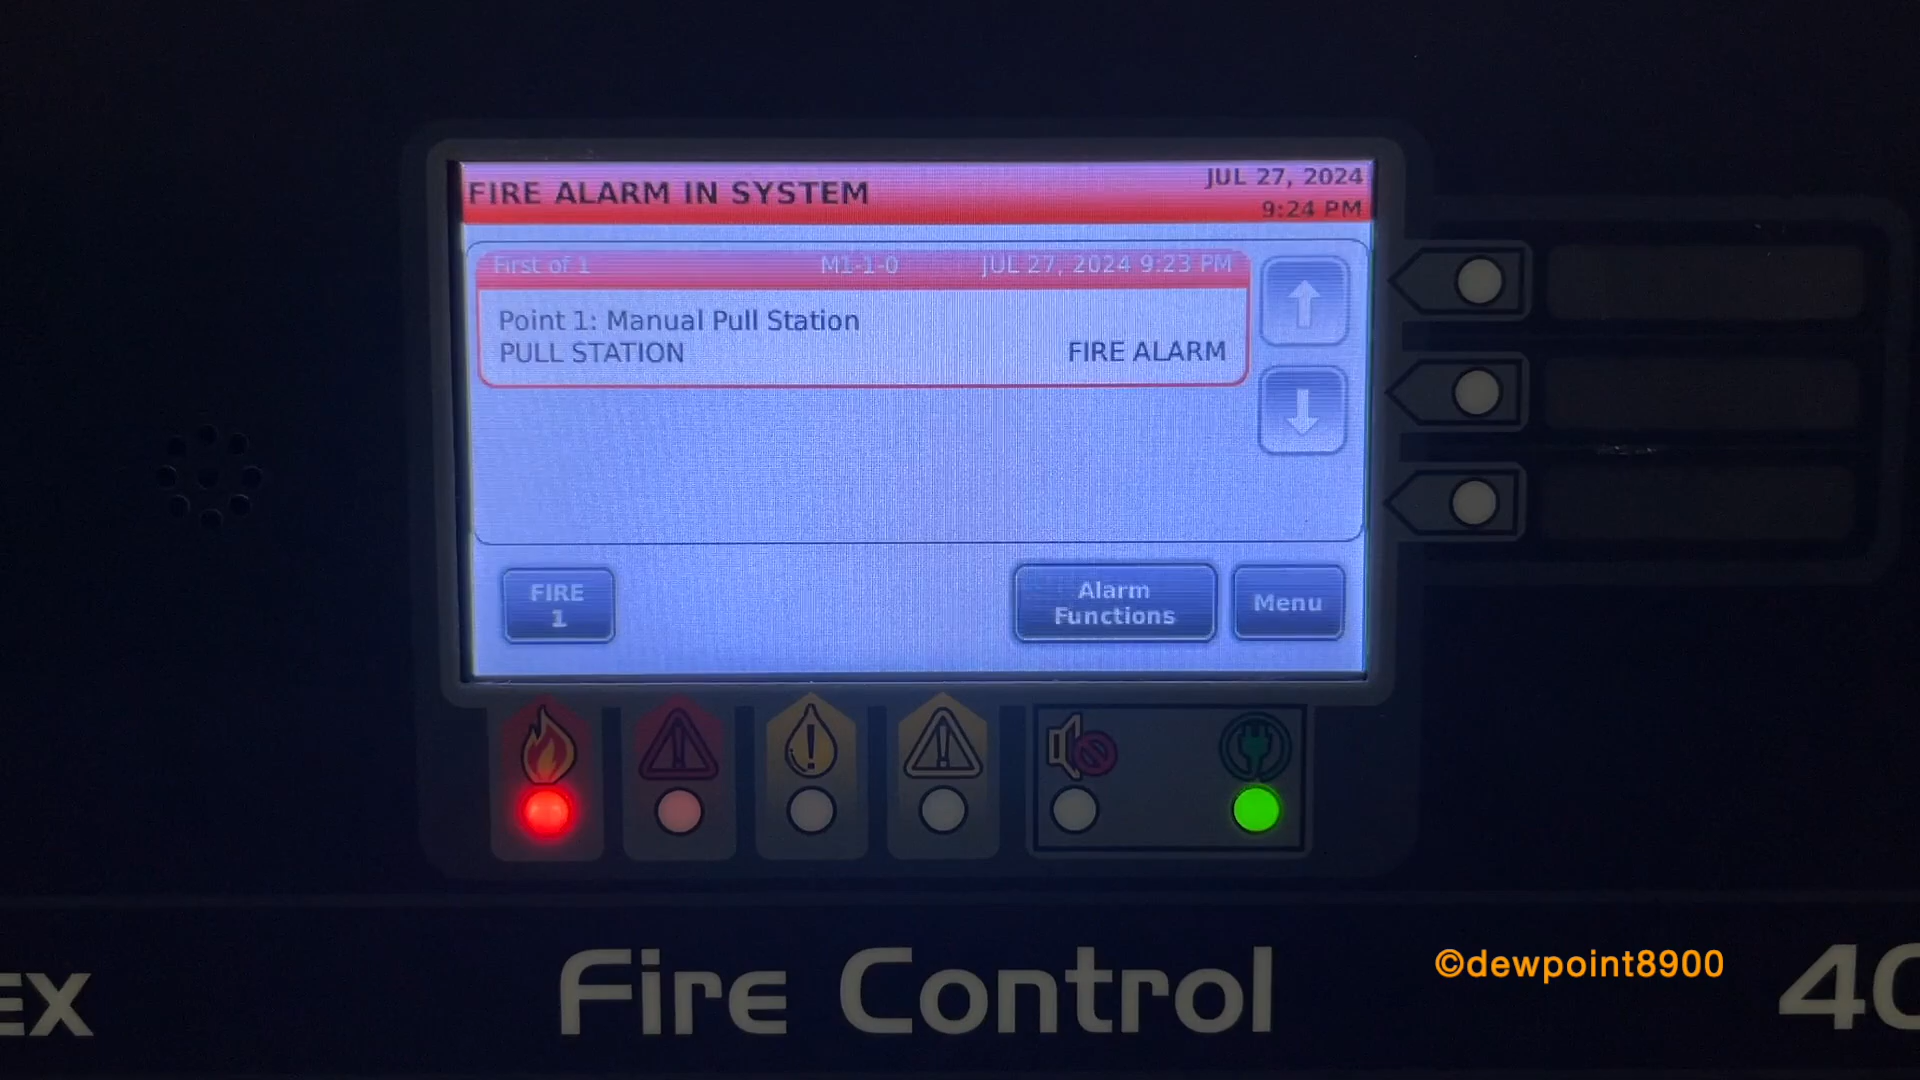 FIRE ALARM IN SYSTEM
JUL 27, 2024
9:24 PM
First of 1 M1-1-0 JUL 27, 2024 9:23 PM
Point 1: Manual Pull Station
PULL STATION FIRE ALARM
FIRE
1
Alarm
Functions
Menu
EX Fire Control 40
©dewpoint8900